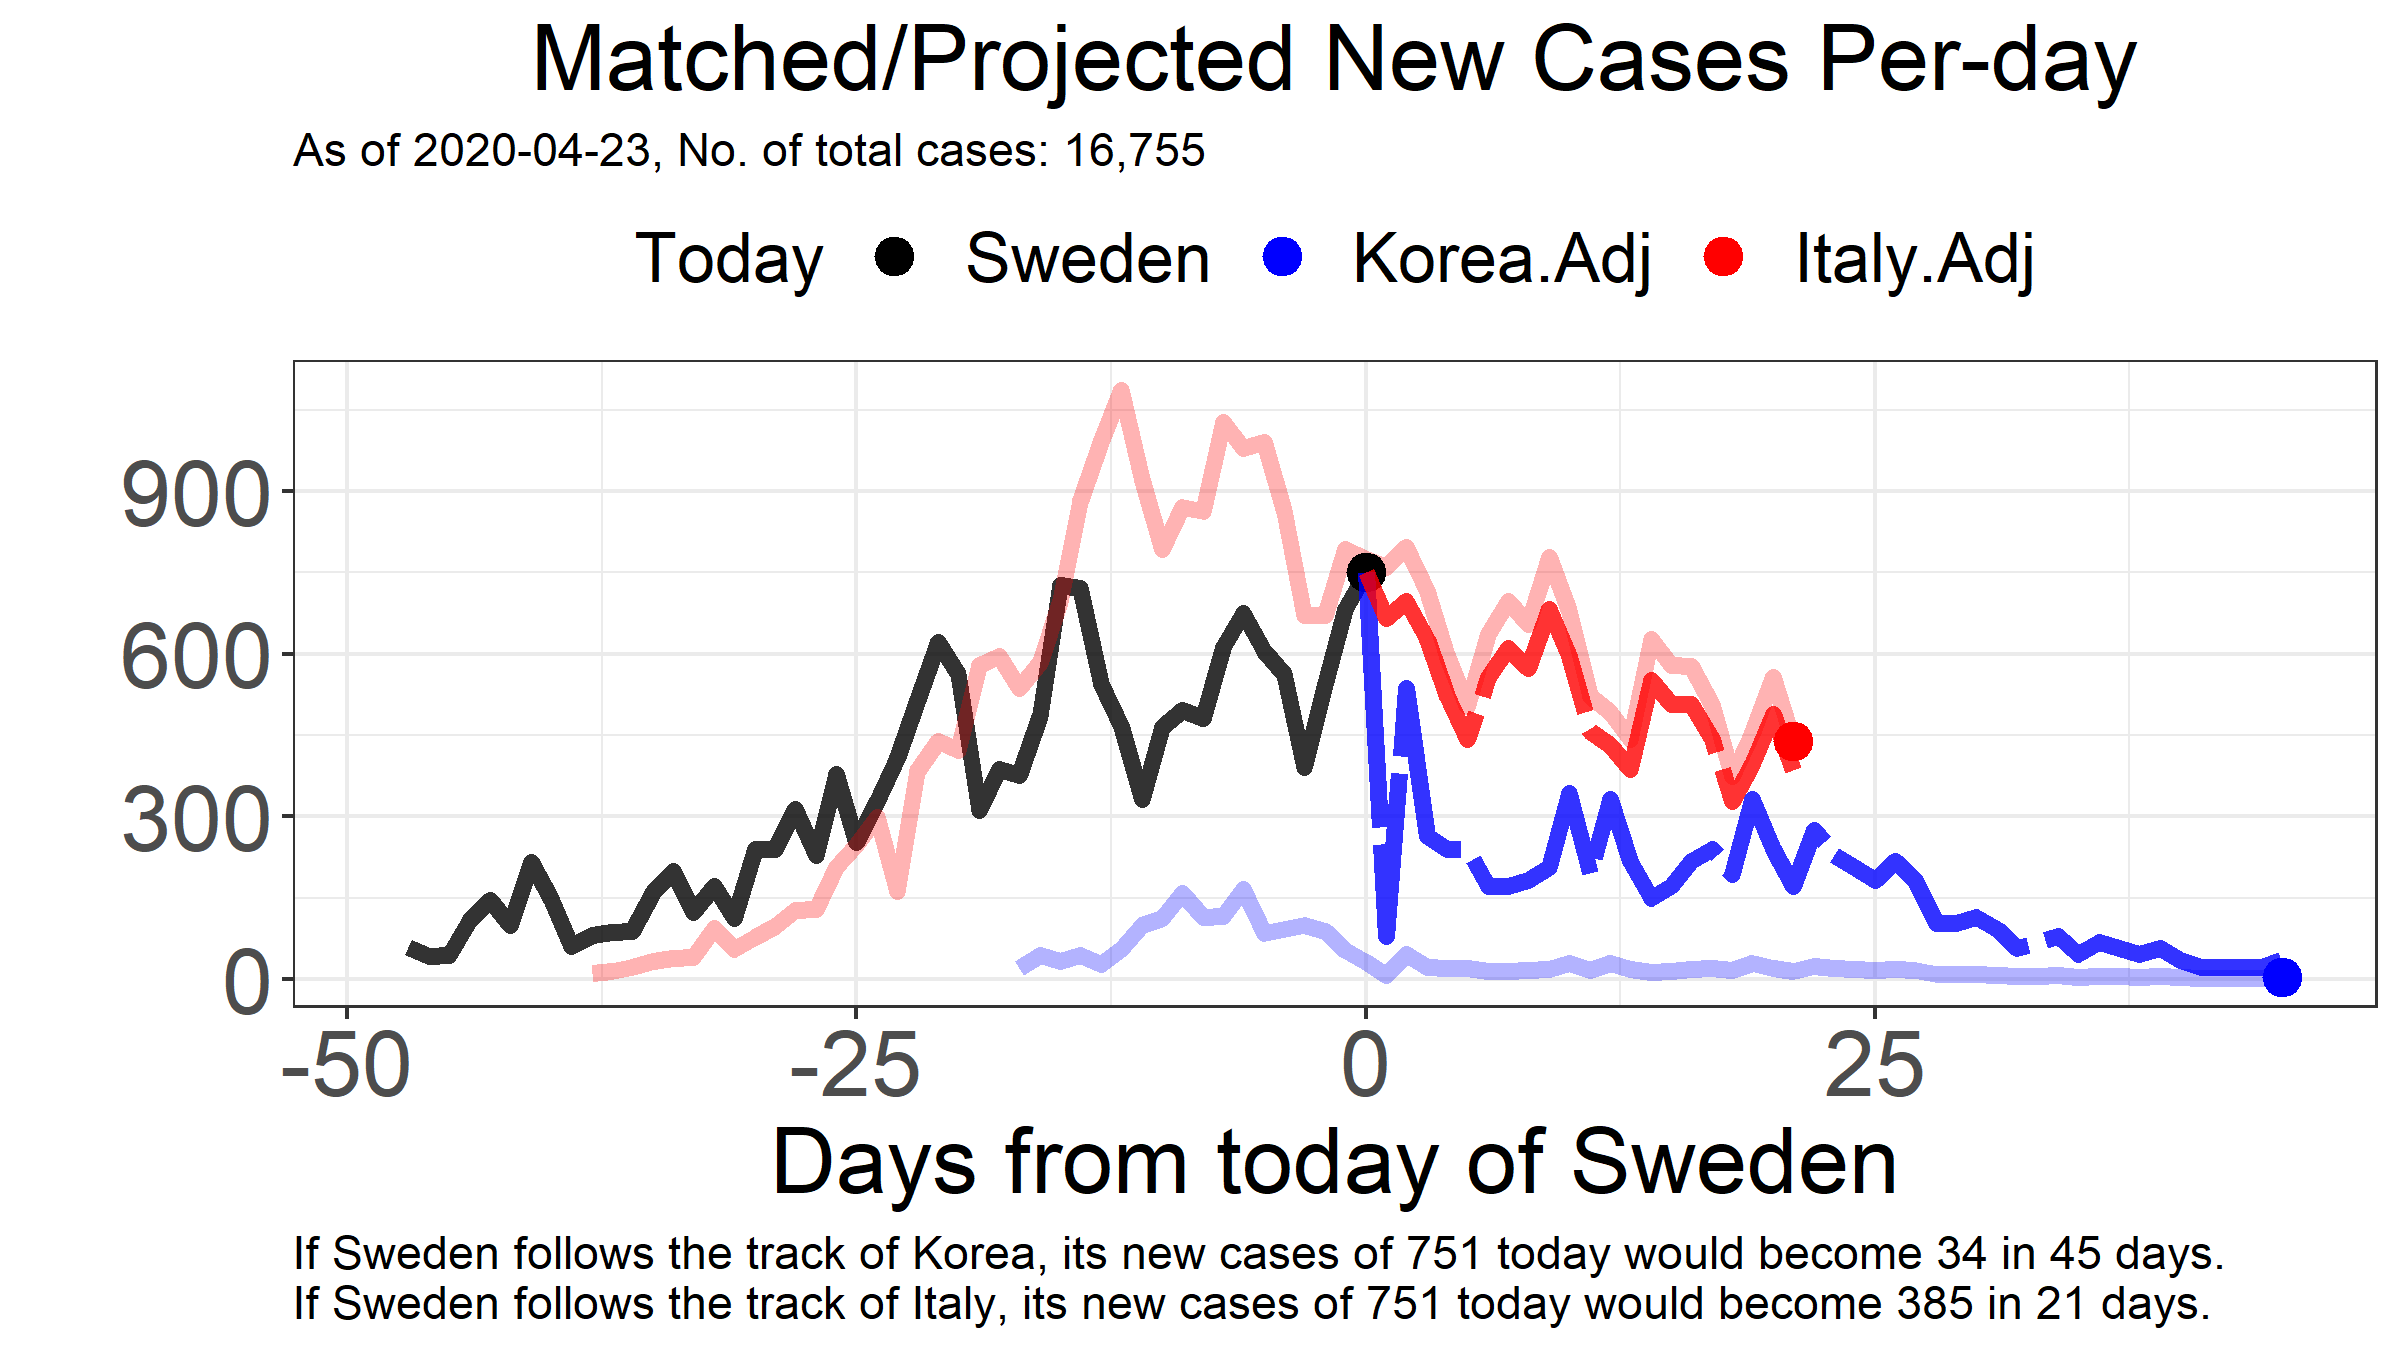 Matched/Projected New Cases Per-day
As of 2020-04-23, No. of total cases: 16,755
Today Sweden Korea.Adj Italy.Adj
900
600
300
0
-50 -25 0 25
Days from today of Sweden
If Sweden follows the track of Korea, its new cases of 751 today would become 34 in 45 days.
If Sweden follows the track of Italy, its new cases of 751 today would become 385 in 21 days.